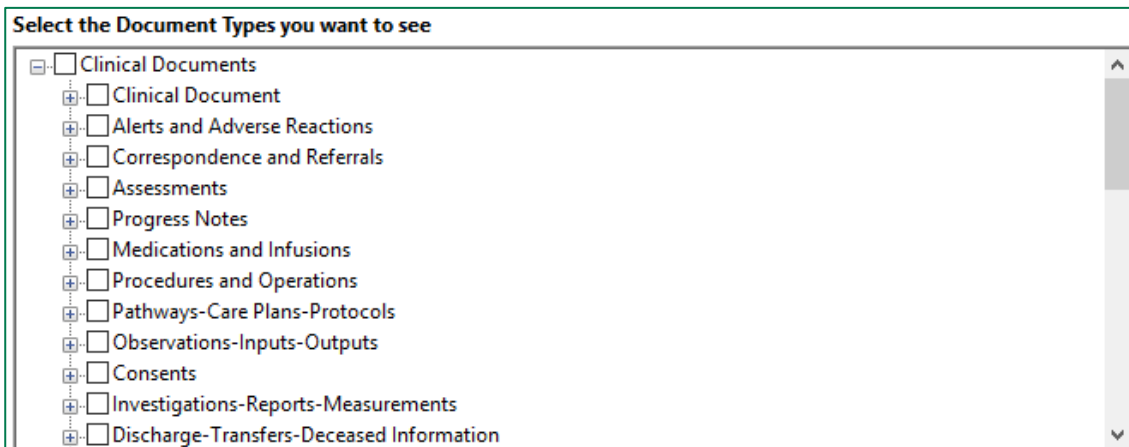 Select the Document Types you want to see
Clinical Documents
Clinical Document
Alerts and Adverse Reactions
Correspondence and Referrals
Assessments
Progress Notes
Medications and Infusions
Procedures and Operations
Pathways-Care Plans-Protocols
Observations-Inputs-Outputs
Consents
Investigations-Reports-Measurements
Discharge-Transfers-Deceased Information